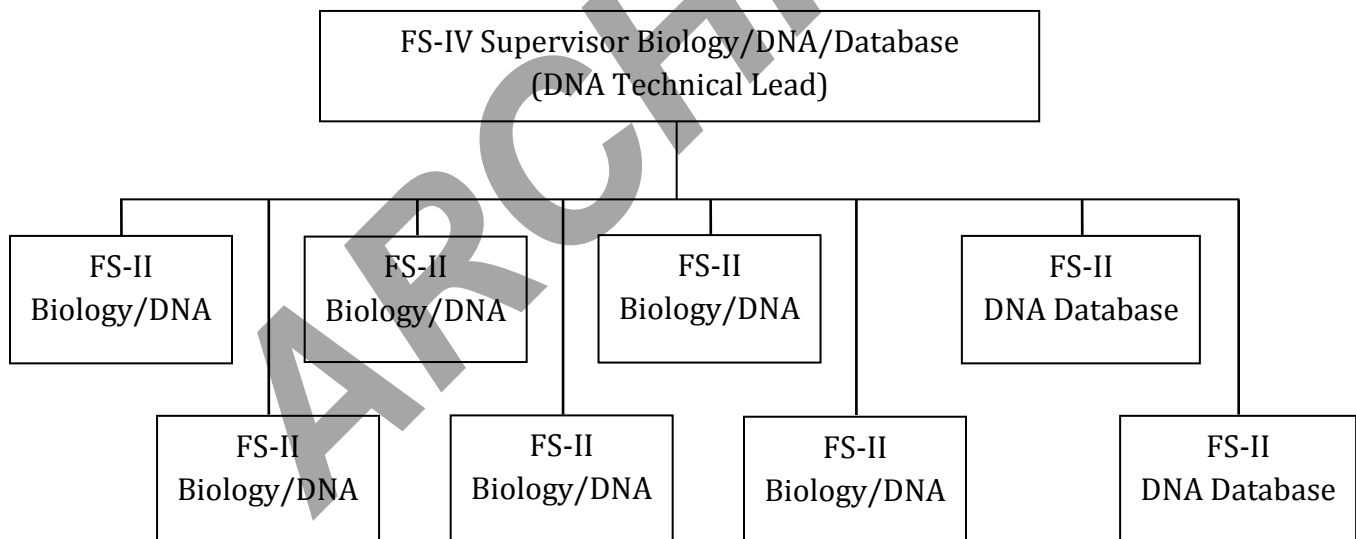 FS-IV Supervisor Biology/DNA/Database
(DNA Technical Lead)
FS-II
Biology/DNA
FS-II
Biology/DNA
FS-II
Biology/DNA
FS-II
DNA Database
FS-II
Biology/DNA
FS-II
Biology/DNA
FS-II
Biology/DNA
FS-II
DNA Database